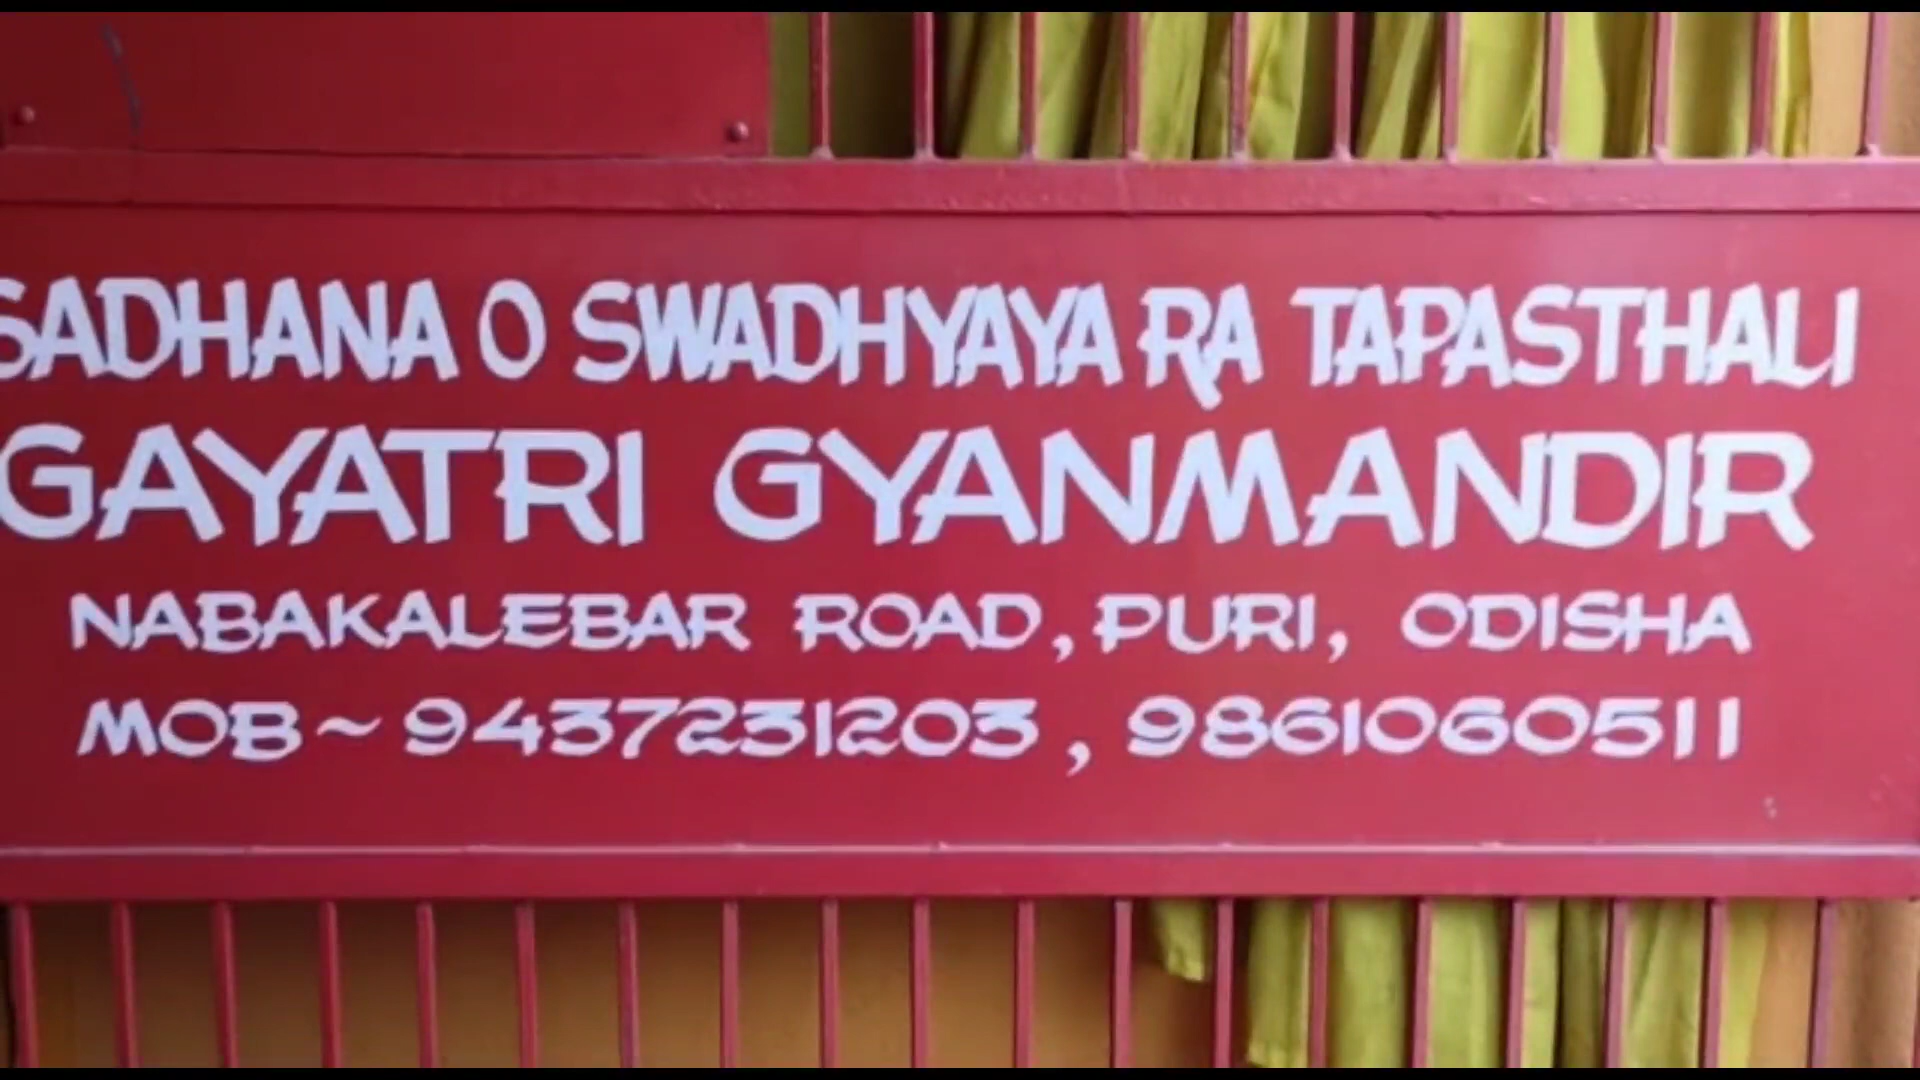 SADHANA O SWADHYAYA RA TAPASTHALI
GAYATRI GYANMANDIR
NABAKALEBAR ROAD, PURI, ODISHA
MOB ~ 9437231203, 9861060511